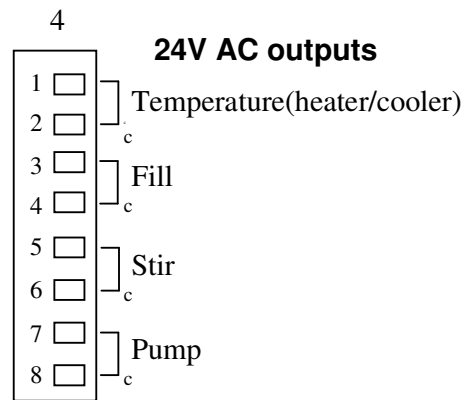 4
24V AC outputs
1
Temperature(heater/cooler)
2
c
3
Fill
4
c
5
Stir
6
c
7
Pump
8
c